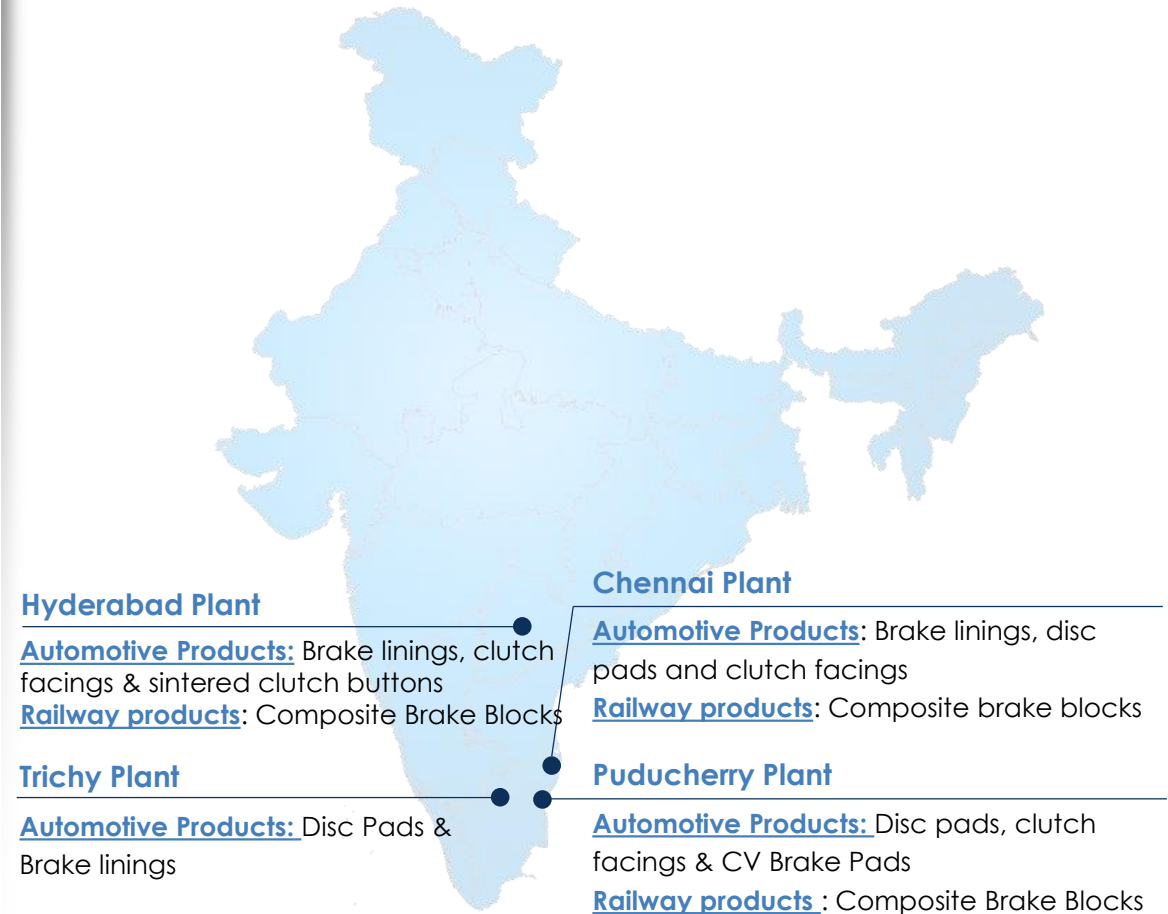 Hyderabad Plant
Automotive Products: Brake linings, clutch
facings & sintered clutch buttons
Railway products: Composite Brake Blocks
Chennai Plant
Automotive Products: Brake linings, disc
pads and clutch facings
Railway products: Composite brake blocks
Trichy Plant
Automotive Products: Disc Pads &
Brake linings
Puducherry Plant
Automotive Products: Disc pads, clutch
facings & CV Brake Pads
Railway products : Composite Brake Blocks